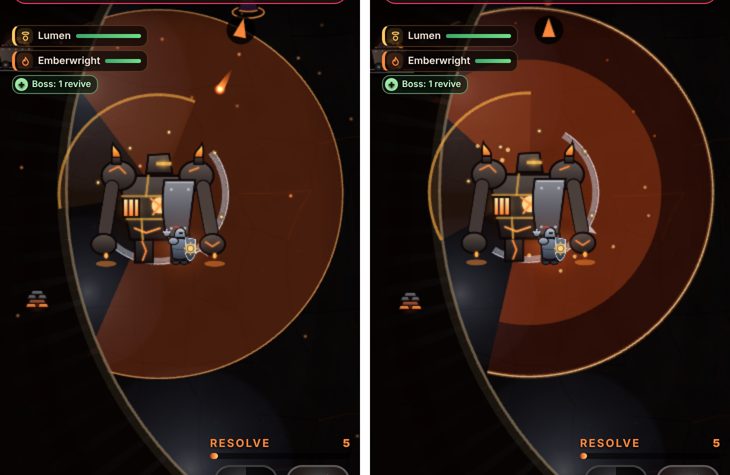 Lumen
Emberwright
Boss: 1 revive
RESOLVE 5
Lumen
Emberwright
Boss: 1 revive
RESOLVE 5